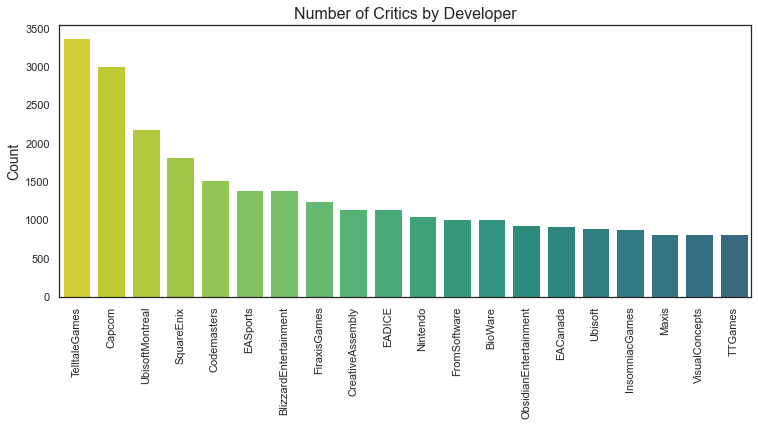 Number of Critics by Developer
Count
3500
3000
2500
2000
1500
1000
500
0
TelltaleGames
Capcom
UbisoftMontreal
SquareEnix
Codemasters
EASports
BlizzardEntertainment
FiraxisGames
CreativeAssembly
EADICE
Nintendo
FromSoftware
BioWare
ObsidianEntertainment
EACanada
Ubisoft
InsomniacGames
Maxis
VisualConcepts
TTGames